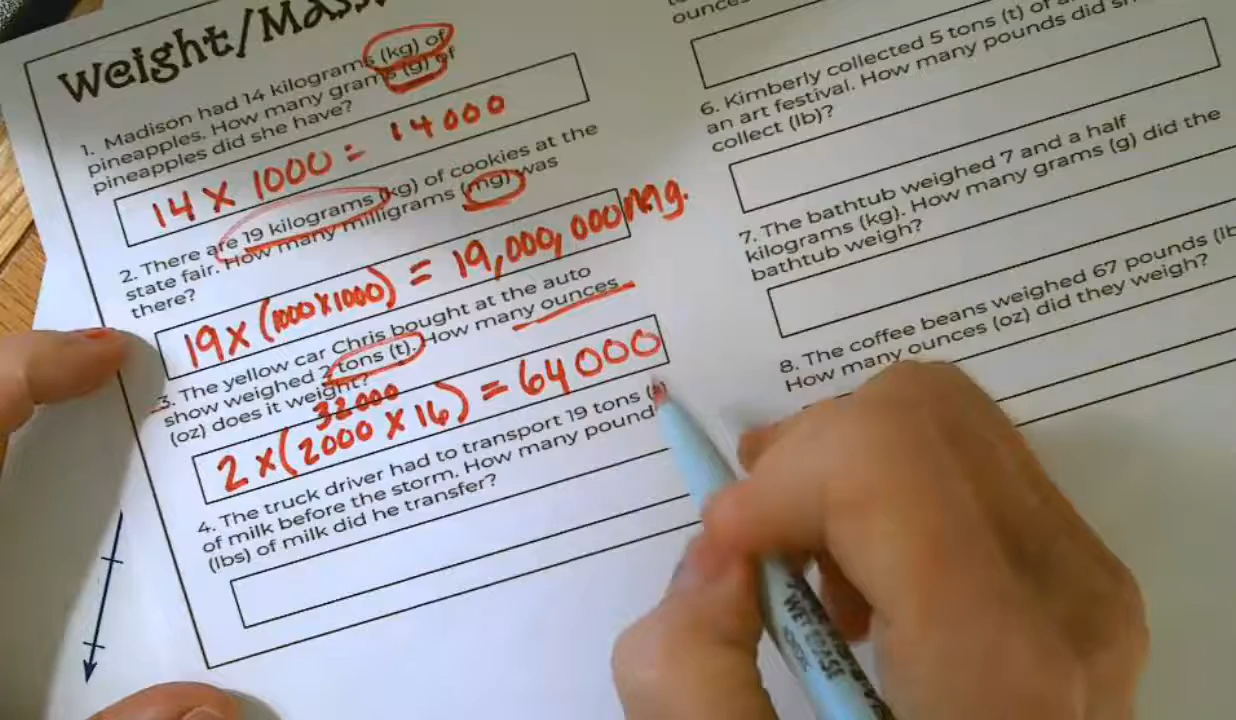 Weight/Mass
1. Madison had 14 kilograms (kg) of
pineapples. How many grams (g) of
pineapples did she have?
14 x 1000 = 14000
2. There are 19 kilograms (kg) of cookies at the
state fair. How many milligrams (mg) was
there?
19 x (1000 x 1000) = 19,000,000 Mg.
3. The yellow car Chris bought at the auto
show weighed 2 tons (t). How many ounces
(oz) does it weight?
32000
2 x (2000 x 16) = 64000
4. The truck driver had to transport 19 tons
of milk before the storm. How many pound
(lbs) of milk did he transfer?
ounces
6. Kimberly collected 5 tons (t) of
an art festival. How many pounds did
collect (lb)?
7. The bathtub weighed 7 and a half
kilograms (kg). How many grams (g) did the
bathtub weigh?
8. The coffee beans weighed 67 pounds (lb
How many ounces (oz) did they weigh?